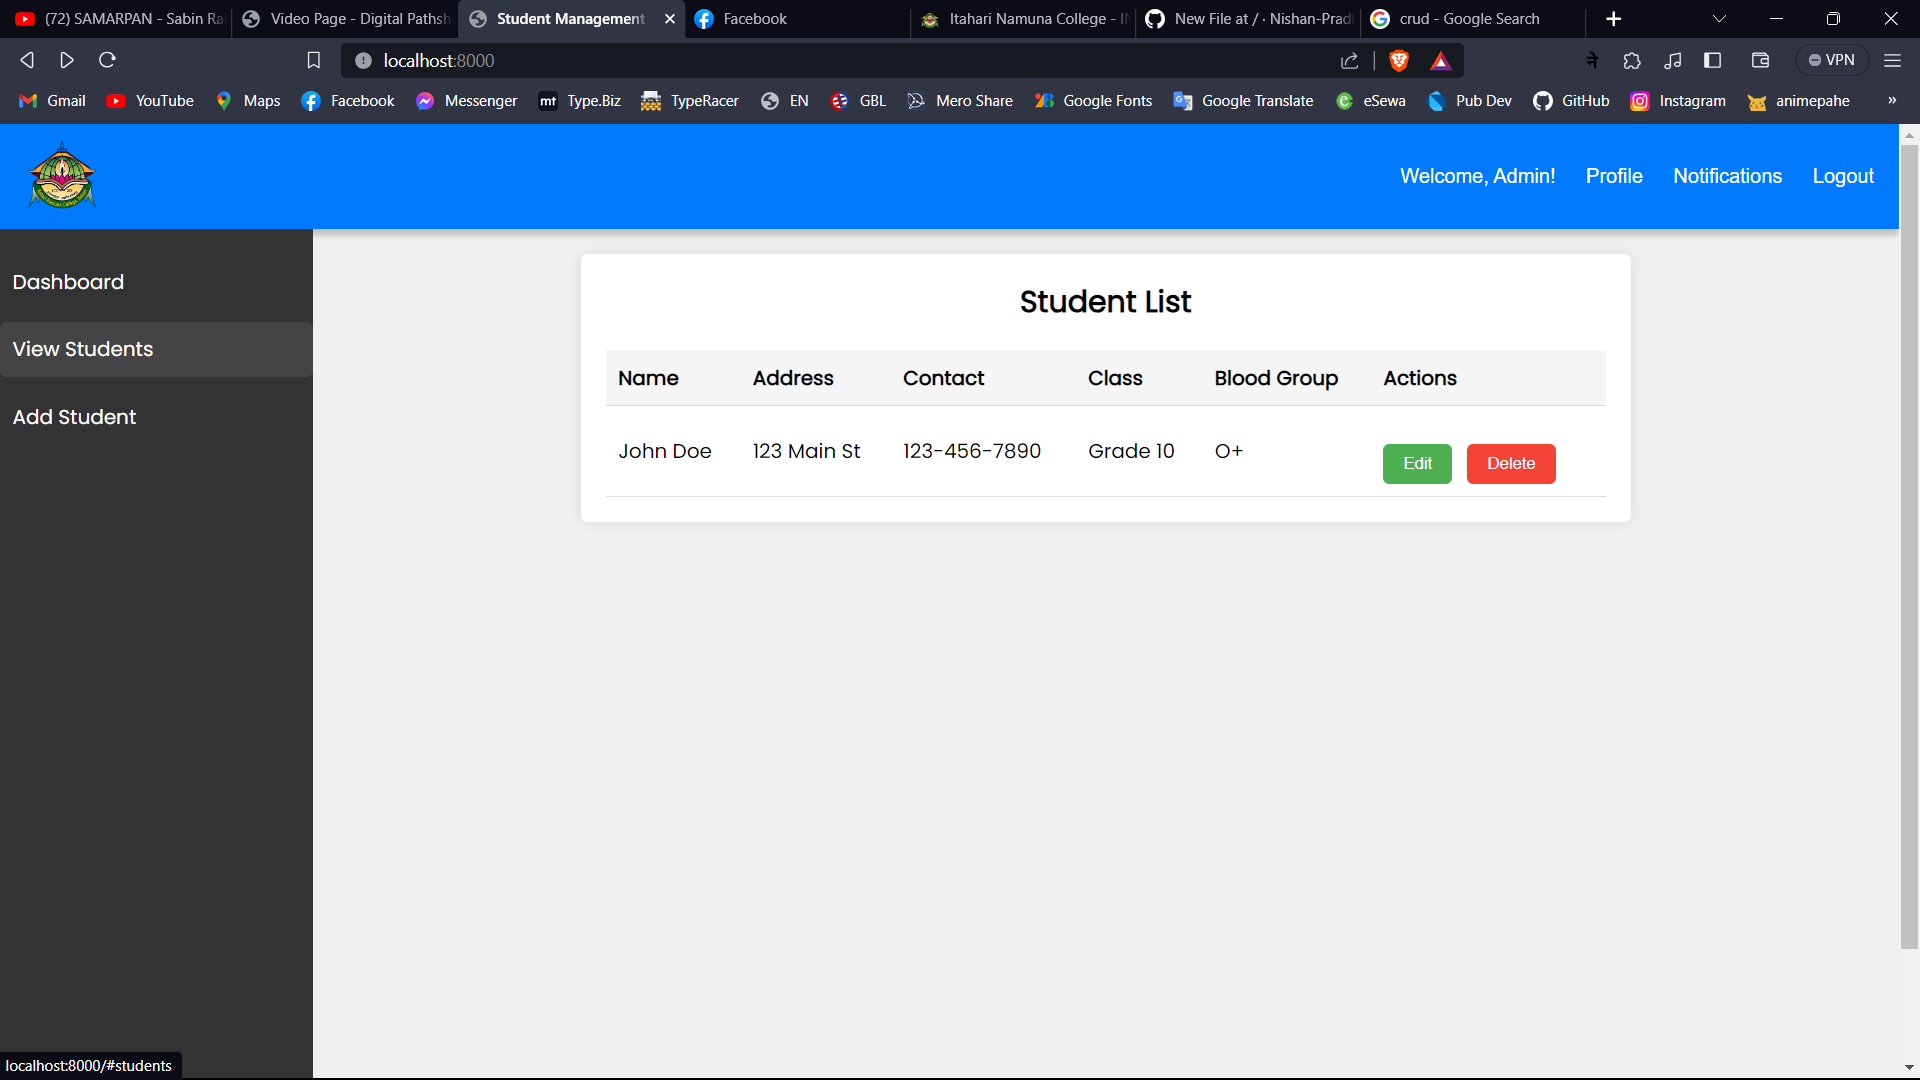 (72) SAMARPAN - Sabin Rai Video Page - Digital Pathsh Student Management Facebook Itahari Namuna College - IN New File at / · Nishan-Prad crud - Google Search
localhost:8000 VPN
Gmail YouTube Maps Facebook Messenger mt Type.Biz TypeRacer EN GBL Mero Share Google Fonts Google Translate eSewa Pub Dev GitHub Instagram animepahe »
Welcome, Admin! Profile Notifications Logout
Dashboard
View Students
Add Student
Student List
Name Address Contact Class Blood Group Actions
John Doe 123 Main St 123-456-7890 Grade 10 O+ Edit Delete
localhost:8000/#students